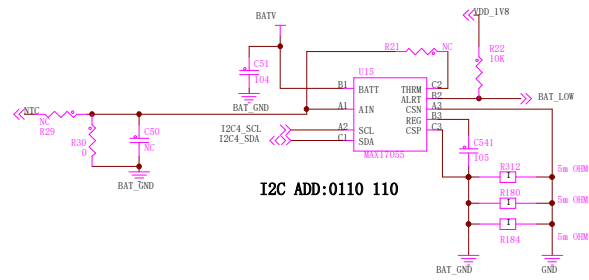 VDD_1V8
BATV
R21
NC
R22
10K
C51
104
U15
BATT
THRM
ALRT
AIN
CSN
REG
SCL
CSP
SDA
MAX17055
B1
A1
A2
C1
C2
B2
A3
B3
C3
BAT_LOW
BAT_GND
NTC
NC
R29
R30
0
C50
NC
BAT_GND
I2C4_SCL
I2C4_SDA
C541
105
I2C ADD:0110 110
R312
5m OHM
R180
5m OHM
R184
5m OHM
BAT_GND
GND